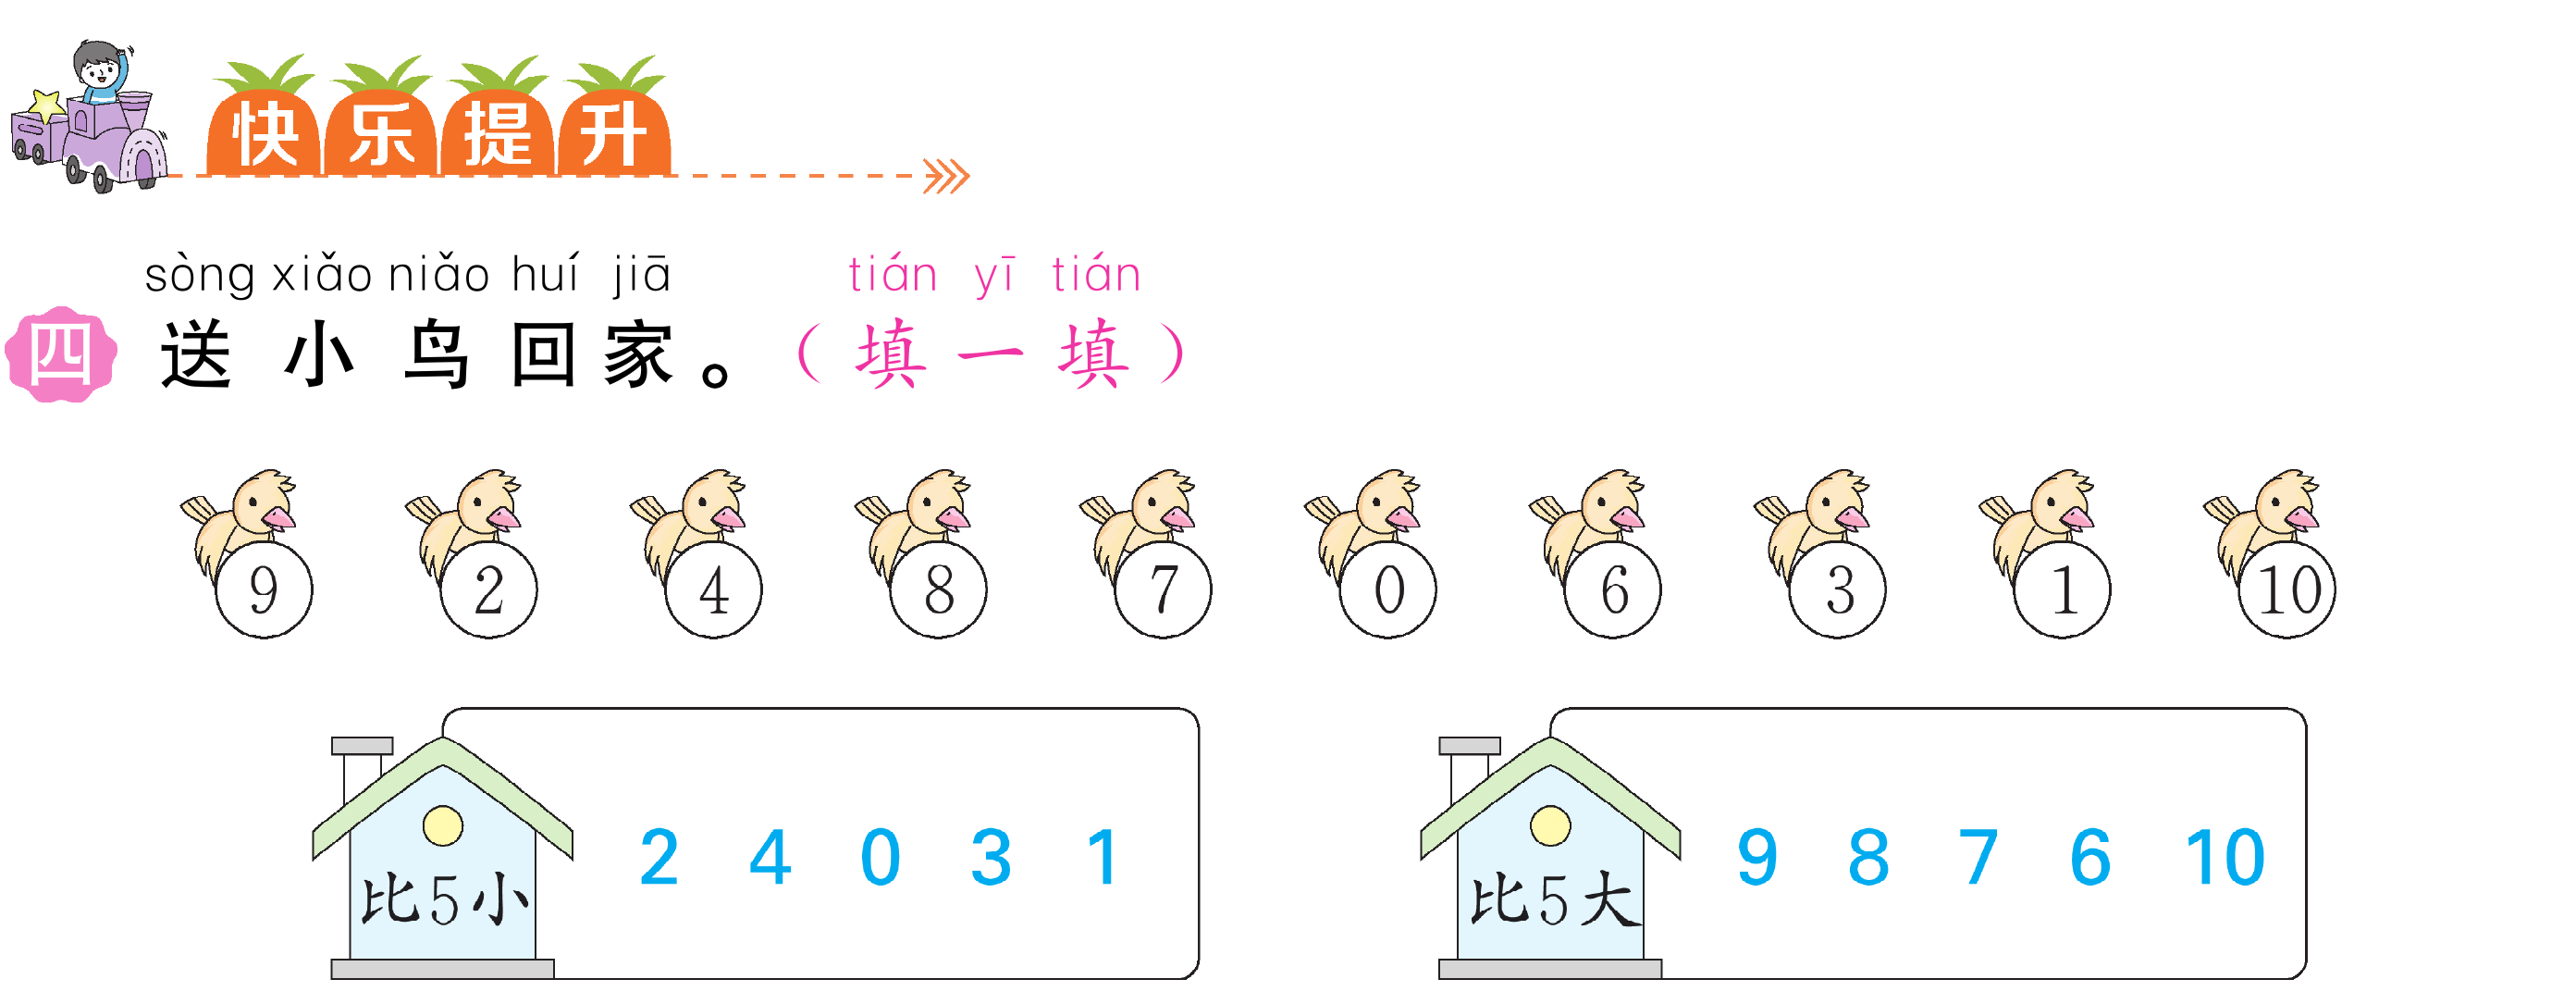 快乐提升
sòng xiǎo niǎo huí jiā tián yī tián
四 送小鸟回家。(填一填)
9 2 4 8 7 0 6 3 1 10
比5小 2 4 0 3 1
比5大 9 8 7 6 10